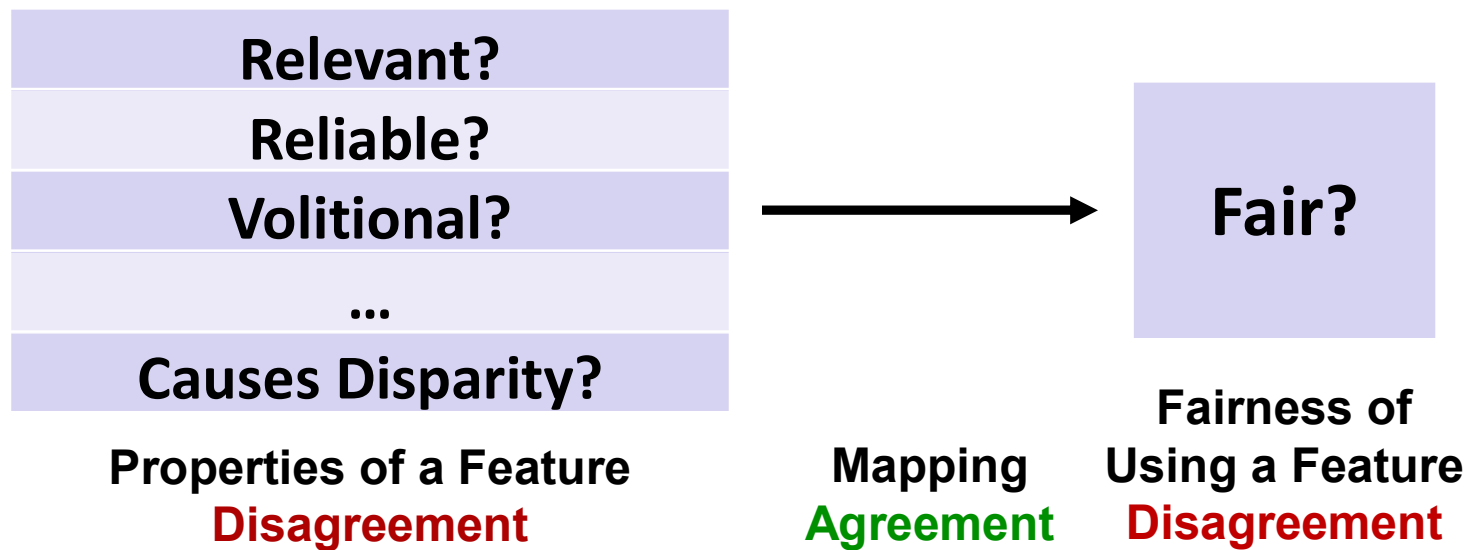 Relevant?
Reliable?
Volitional?
...
Causes Disparity?
Properties of a Feature
Disagreement
Mapping
Agreement
Fair?
Fairness of
Using a Feature
Disagreement